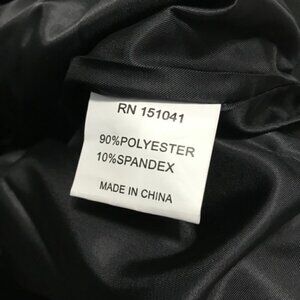 RN 151041
90%POLYESTER
10%SPANDEX
MADE IN CHINA